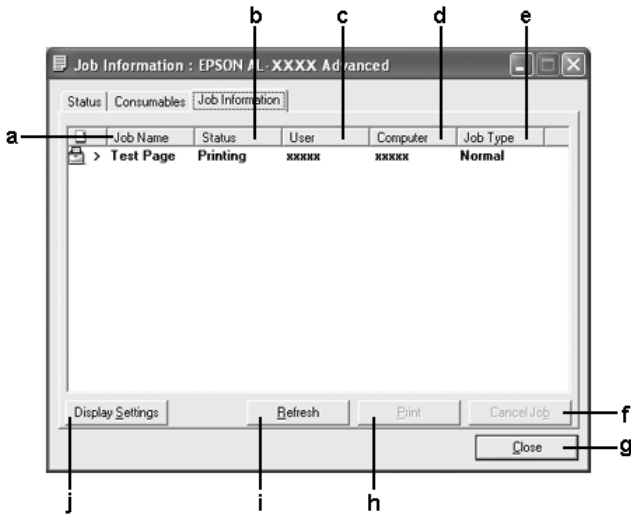 b c d e
Job Information : EPSON AL-XXXX Advanced
Status Consumables Job Information
a Job Name Status User Computer Job Type
> Test Page Printing xxxxx xxxxx Normal
Display Settings Refresh Print Cancel Job f
Close g
j i h